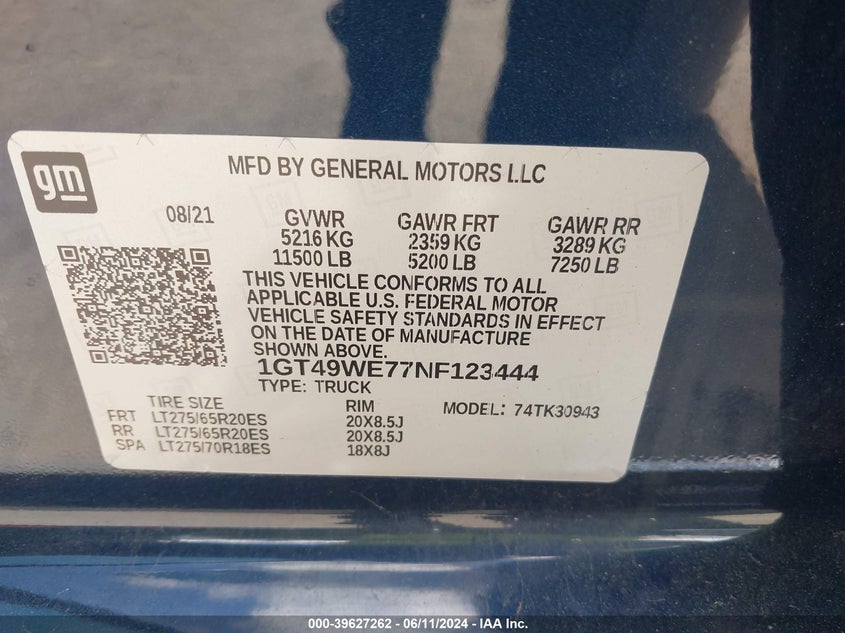 gm
MFD BY GENERAL MOTORS LLC
08/21
GVWR GAWR FRT GAWR RR
5216 KG 2359 KG 3289 KG
11500 LB 5200 LB 7250 LB
THIS VEHICLE CONFORMS TO ALL
APPLICABLE U.S. FEDERAL MOTOR
VEHICLE SAFETY STANDARDS IN EFFECT
ON THE DATE OF MANUFACTURE
SHOWN ABOVE.
1GT49WE77NF123444
TYPE: TRUCK
TIRE SIZE RIM MODEL: 74TK30943
FRT LT275/65R20ES 20X8.5J
RR LT275/65R20ES 20X8.5J
SPA LT275/70R18ES 18X8J
000-39627262 - 06/11/2024 - IAA Inc.